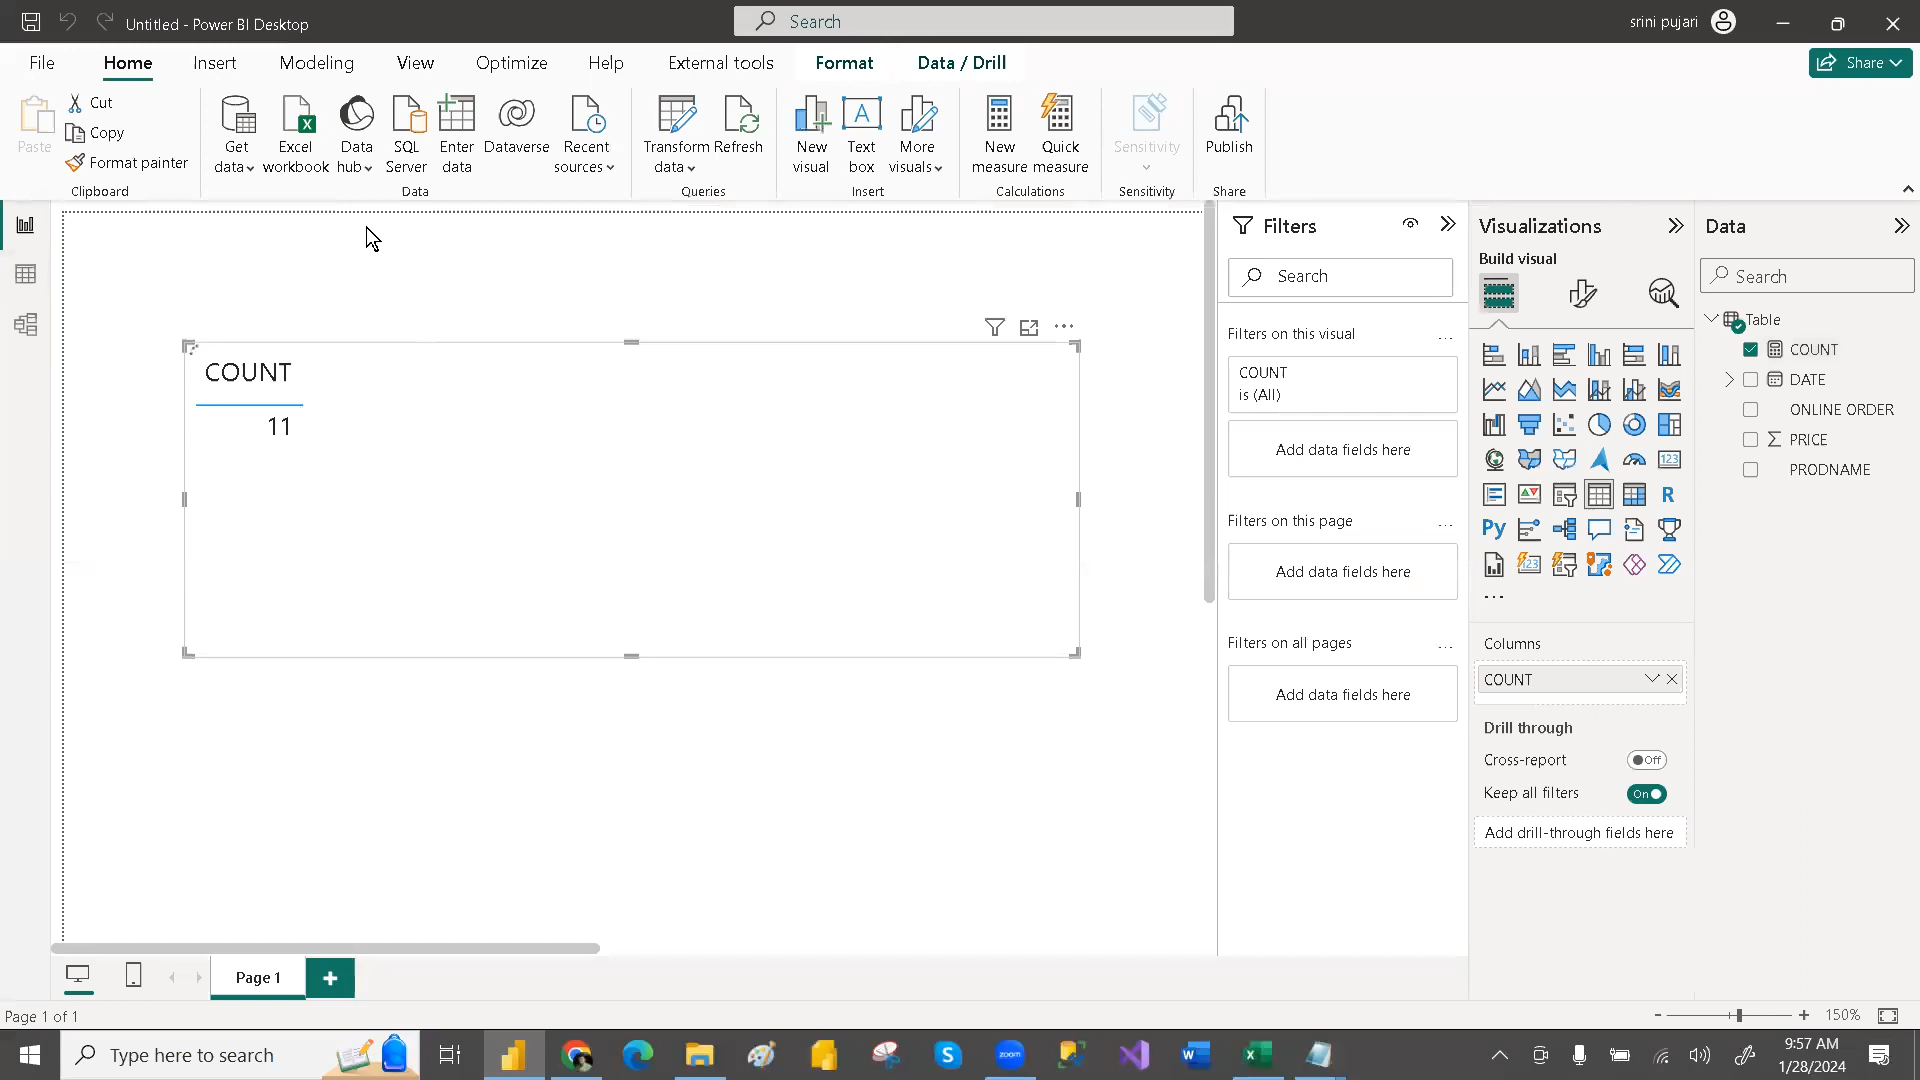 Untitled - Power BI Desktop
Search
srini pujari
File
Home
Insert
Modeling
View
Optimize
Help
External tools
Format
Data / Drill
Share
Paste
Cut
Copy
Format painter
Clipboard
Get data
Excel workbook
Data hub
SQL Server
Enter data
Dataverse
Recent sources
Data
Transform data
Refresh
Queries
New visual
Text box
More visuals
Insert
New measure
Quick measure
Calculations
Sensitivity
Sensitivity
Publish
Share
COUNT
11
Filters
Search
Filters on this visual
COUNT
is (All)
Add data fields here
Filters on this page
Add data fields here
Filters on all pages
Add data fields here
Visualizations
Build visual
123
R
Py
123
Columns
COUNT
Drill through
Cross-report
Off
Keep all filters
On
Add drill-through fields here
Data
Search
Table
COUNT
DATE
ONLINE ORDER
PRICE
PRODNAME
Page 1
Page 1 of 1
150%
Type here to search
zoom
9:57 AM
1/28/2024